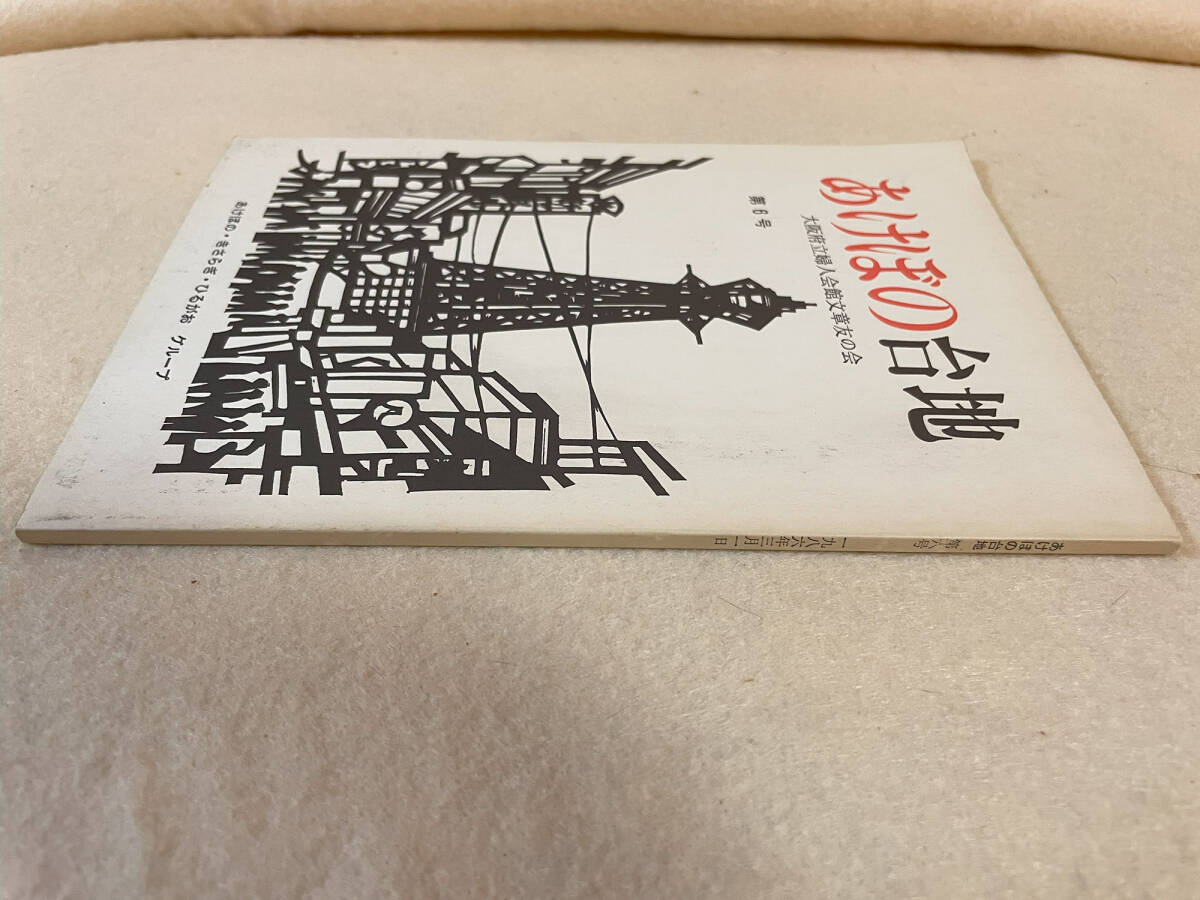 あけぼの台地
大阪府立婦人会館文章友の会
第6号
あけぼの・きさらぎ・ひるがお グループ
あけぼの台地 第六号 一九八六年三月一日